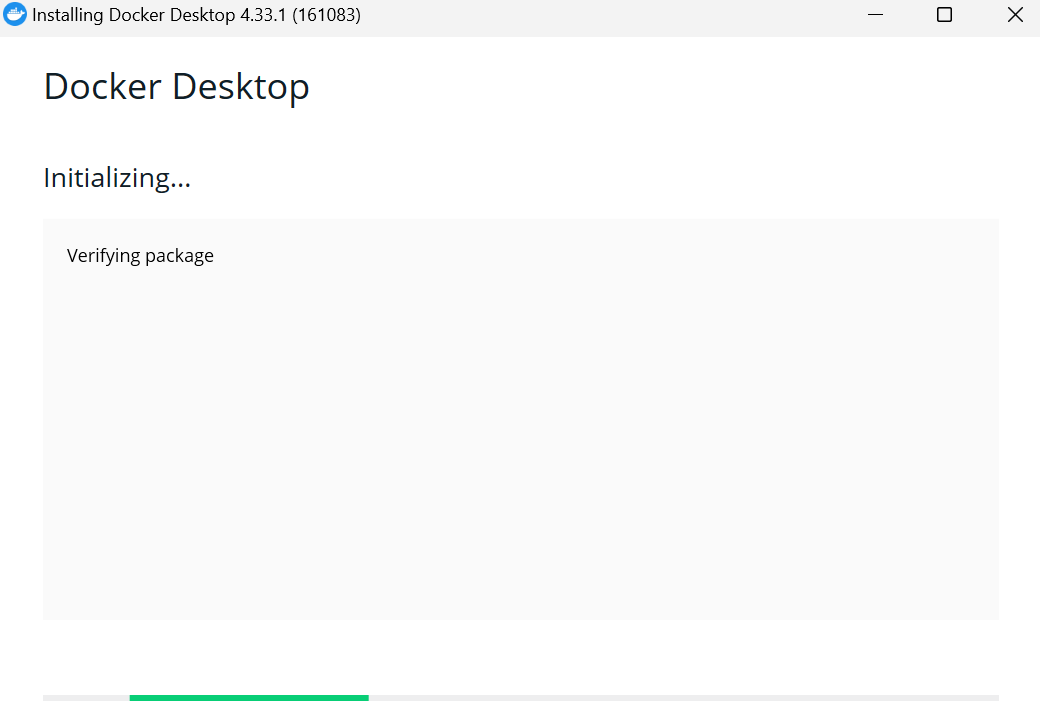 Installing Docker Desktop 4.33.1 (161083)
Docker Desktop
Initializing...
Verifying package